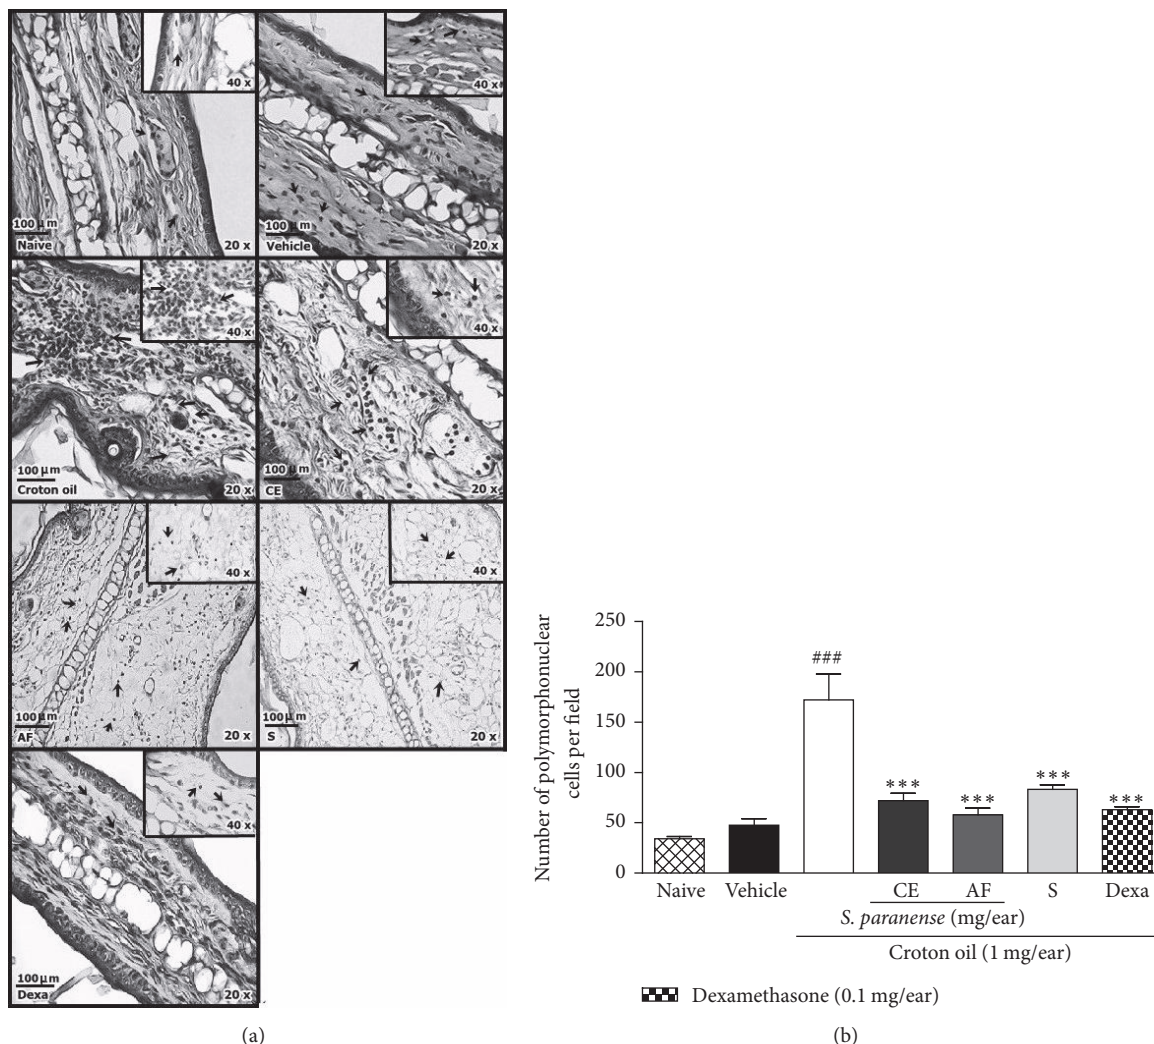 40 x
100 µm
Naive
20 x
40 x
100 µm
Vehicle
20 x
40 x
100 µm
Croton oil
20 x
40 x
100 µm
CE
20 x
40 x
100 µm
AF
20 x
40 x
100 µm
S
20 x
40 x
100 µm
Dexa
20 x
(a)
Number of polymorphonuclear
cells per field
250
200
150
100
50
0
###
***
***
***
***
Naive Vehicle CE AF S Dexa
S. paranense (mg/ear)
Croton oil (1 mg/ear)
Dexamethasone (0.1 mg/ear)
(b)